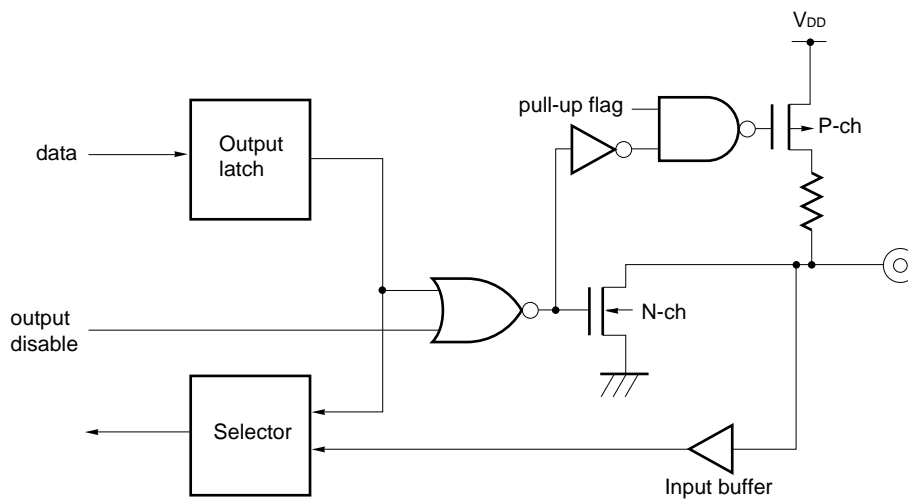 VDD
pull-up flag
P-ch
data
Output
latch
output
disable
N-ch
Selector
Input buffer